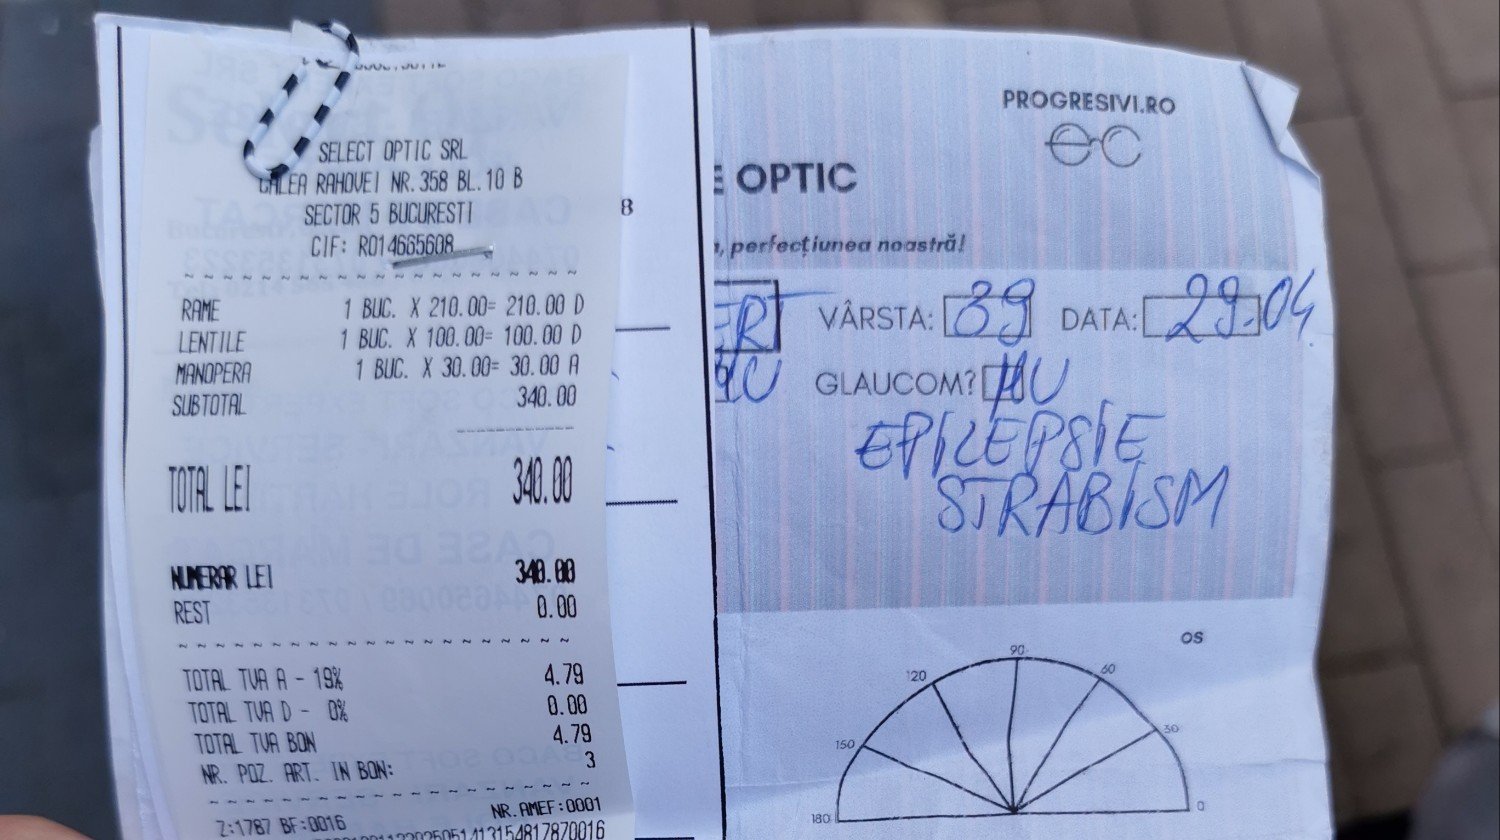 SELECT OPTIC SRL
CALEA RAHOVEI NR.358 BL.10 B
SECTOR 5 BUCURESTI
CIF: RO14665608
RAME 1 BUC. X 210.00= 210.00 D
LENTILE 1 BUC. X 100.00= 100.00 D
MANOPERA 1 BUC. X 30.00= 30.00 A
SUBTOTAL 340.00
TOTAL LEI 340.00
NUMERAR LEI 340.00
REST 0.00
TOTAL TVA A - 19% 4.79
TOTAL TVA D - 0% 0.00
TOTAL TVA BON 4.79
NR. POZ. ART. IN BON: 3
NR.AMEF:0001
Z:1787 BF:0016
8
PROGRESIVI.RO
E OPTIC
, perfecțiunea noastră!
ERT VÂRSTA: 39 DATA: 29.04
NU GLAUCOM? NU
EPILEPSIE
STRABISM
OS
90
120 60
150 30
180 0